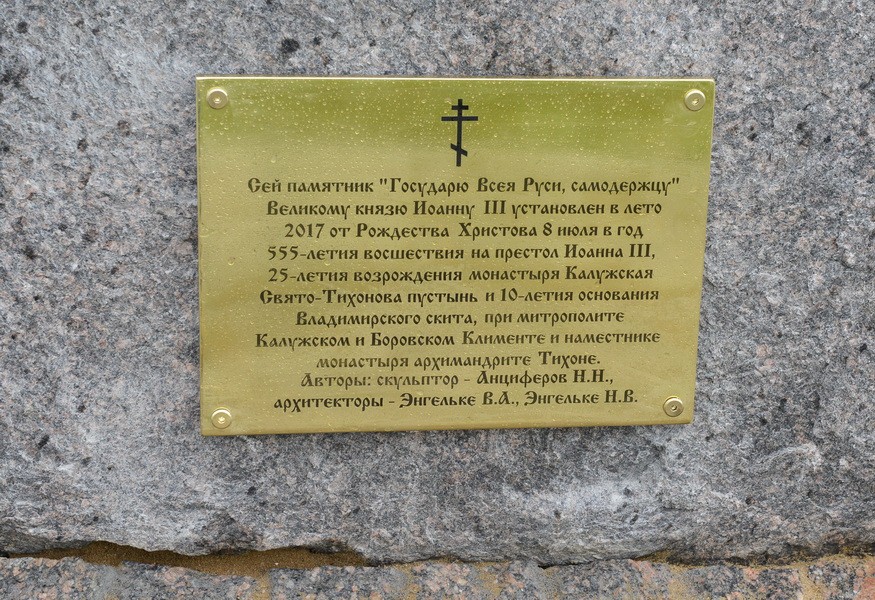 Сей памятник "Государю Всея Руси, самодержцу"
Великому князю Иоанну III установлен в лето
2017 от Рождества Христова 8 июля в год
555-летия восшествия на престол Иоанна III,
25-летия возрождения монастыря Калужская
Свято-Тихонова пустынь и 10-летия основания
Владимирского скита, при митрополите
Калужском и Боровском Клименте и наместнике
монастыря архимандрите Тихоне.
Авторы: скульптор - Анциферов Н.Н.,
архитекторы - Энгельке В.А., Энгельке Н.В.